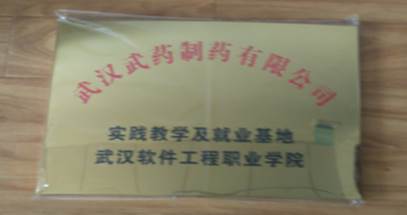 武汉武药制药有限公司
实践教学及就业基地
武汉软件工程职业学院